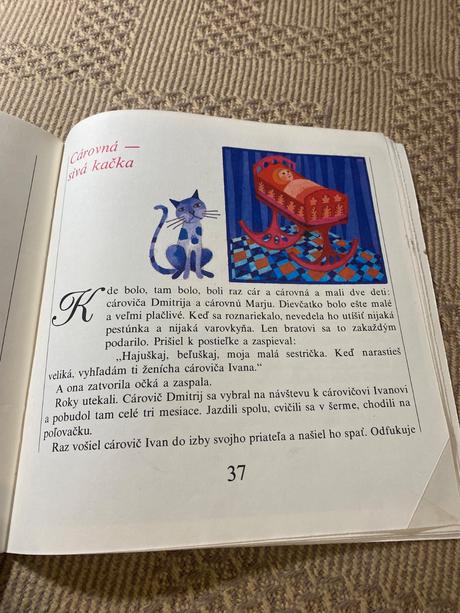 Cárovná —
sivá kačka
Kde bolo, tam bolo, boli raz cár a cárovná a mali dve deti:
cároviča Dmitrija a cárovnú Marju. Dievčatko bolo ešte malé
a veľmi plačlivé. Keď sa roznariekalo, nevedela ho utíšiť nijaká
pestúnka a nijaká varovkyňa. Len bratovi sa to zakaždým
podarilo. Prišiel k postieľke a zaspieval:
„Hajuškaj, beľuškaj, moja malá sestrička. Keď narastieš
veliká, vyhľadám ti ženícha cároviča Ivana.“
A ona zatvorila očká a zaspala.
Roky utekali. Cárovič Dmitrij sa vybral na návštevu k cárovičovi Ivanovi
a pobudol tam celé tri mesiace. Jazdili spolu, cvičili sa v šerme, chodili na
poľovačku.
Raz vošiel cárovič Ivan do izby svojho priateľa a našiel ho spať. Odfukuje
37